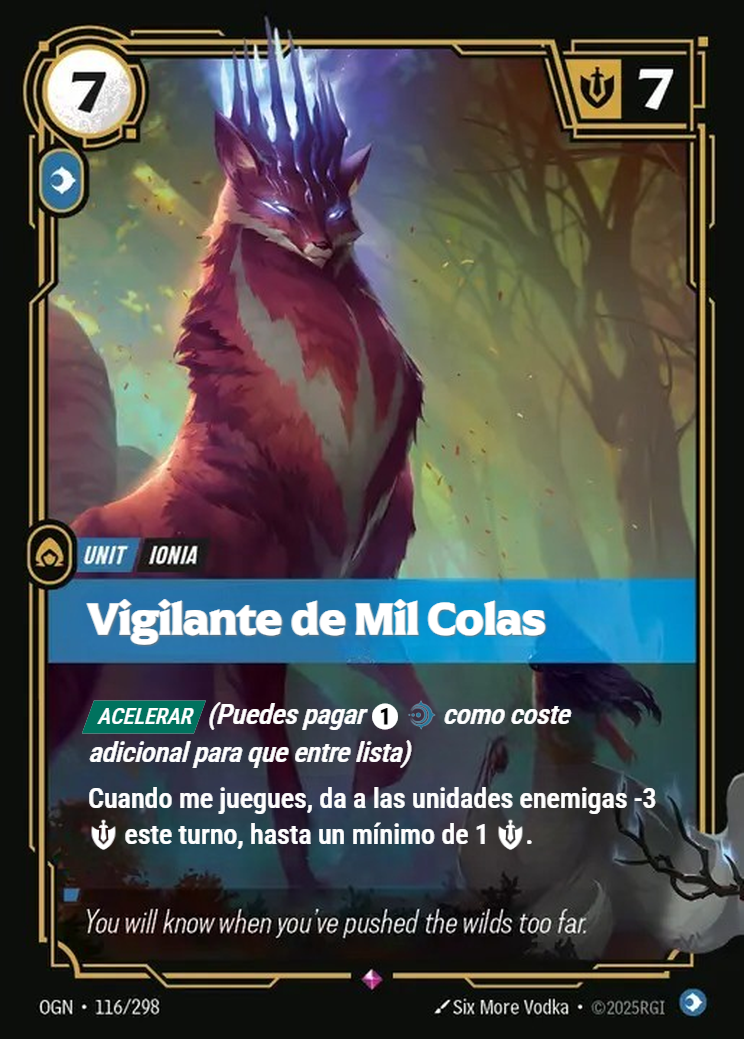 7
7
UNIT IONIA
Vigilante de Mil Colas
ACELERAR (Puedes pagar 1 como coste
adicional para que entre lista)
Cuando me juegues, da a las unidades enemigas -3
este turno, hasta un mínimo de 1 .
You will know when you've pushed the wilds too far.
OGN • 116/298
Six More Vodka • ©2025RGI